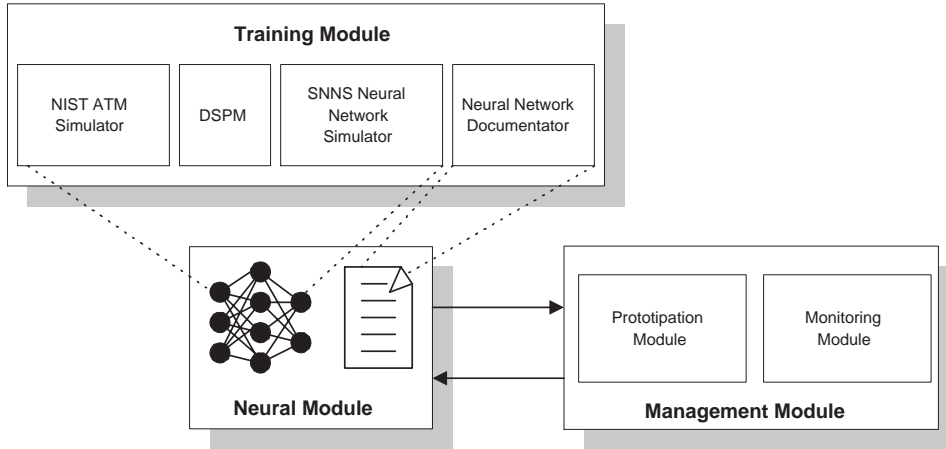 Training Module
NIST ATM
Simulator
DSPM
SNNS Neural
Network
Simulator
Neural Network
Documentator
Neural Module
Prototipation
Module
Monitoring
Module
Management Module